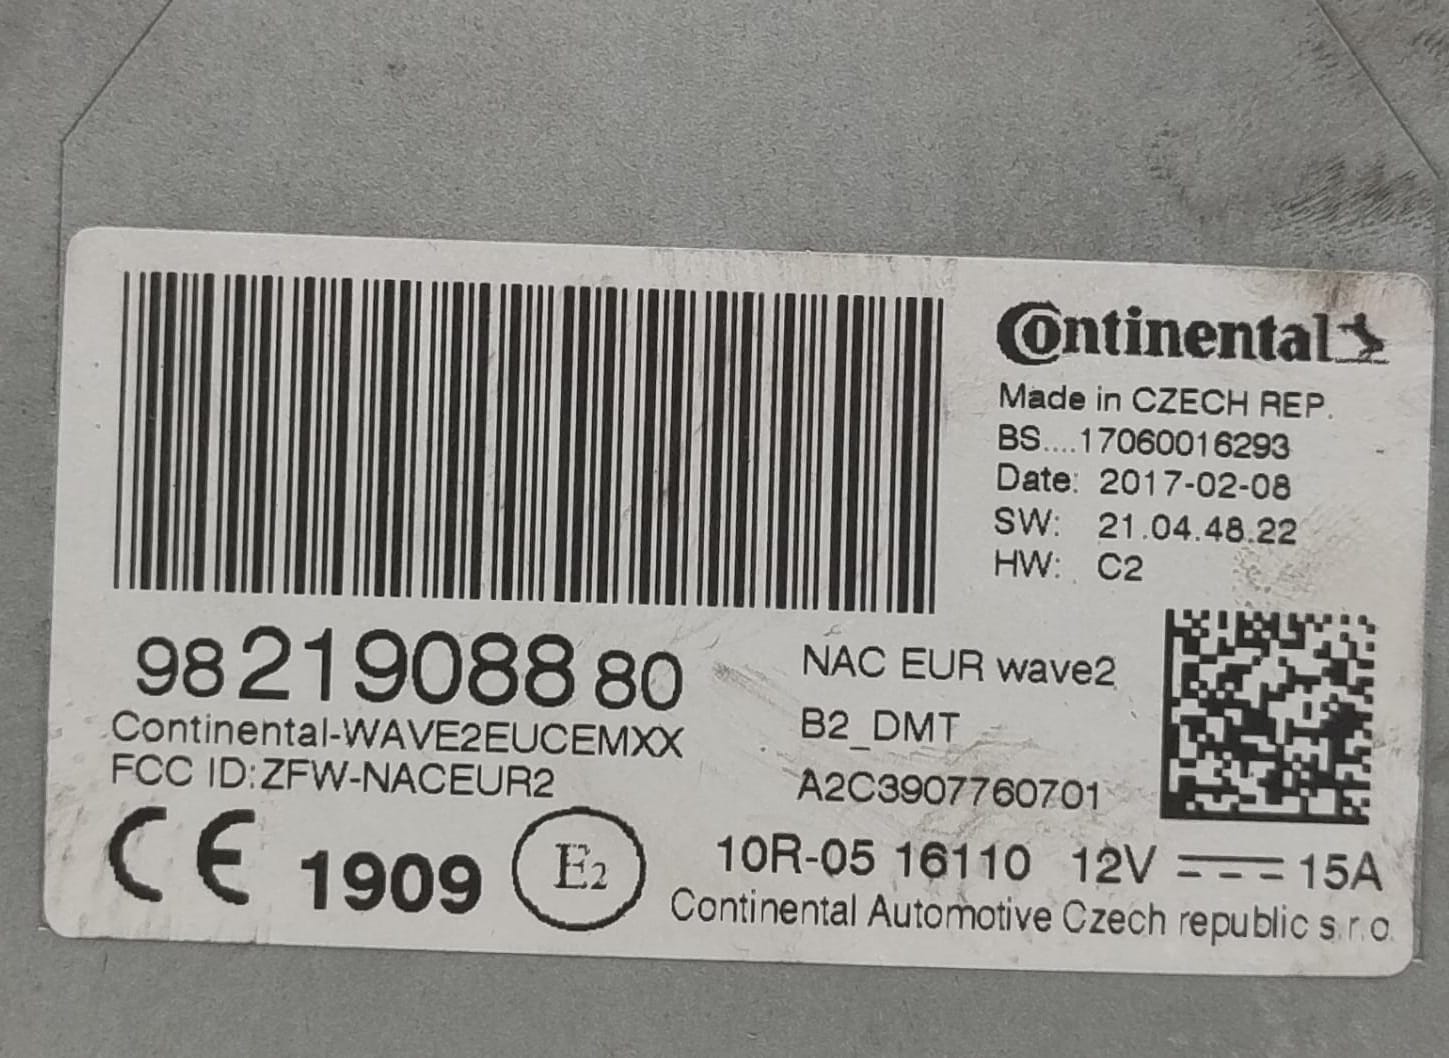 Continental
Made in CZECH REP.
BS....17060016293
Date: 2017-02-08
SW: 21.04.48.22
HW: C2
98 219088 80
Continental-WAVE2EUCEMXX
FCC ID:ZFW-NACEUR2
NAC EUR wave2
B2_DMT
A2C3907760701
CE 1909 E2
10R-05 16110 12V 15A
Continental Automotive Czech republic s.r.o.